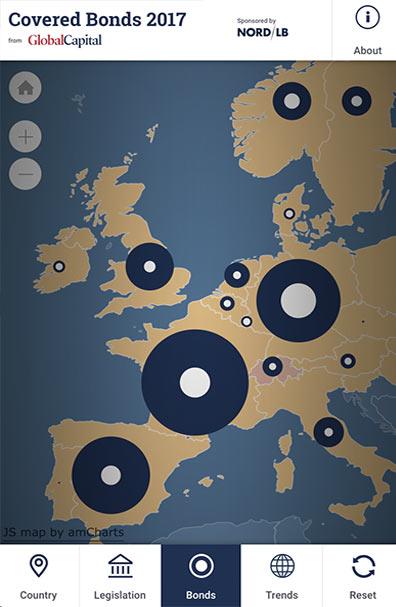 Covered Bonds 2017
from GlobalCapital
Sponsored by
NORD/LB
About
JS map by amCharts
Country
Legislation
Bonds
Trends
Reset